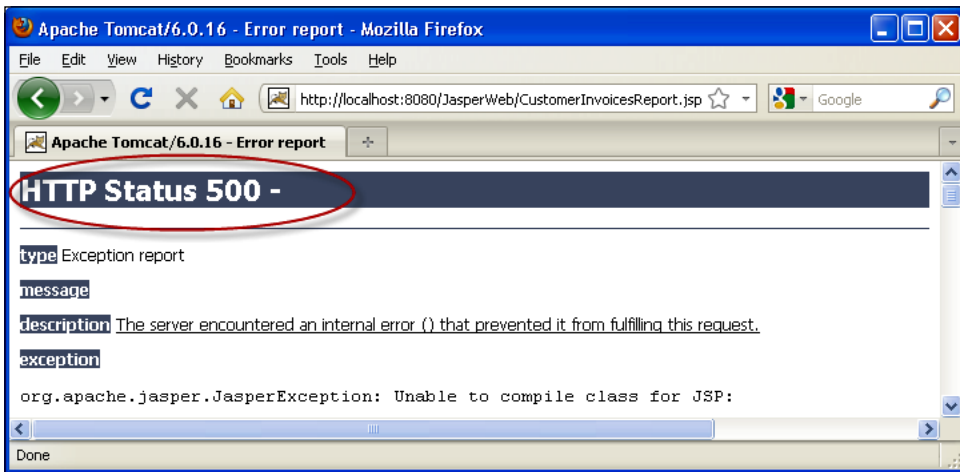 Apache Tomcat/6.0.16 - Error report - Mozilla Firefox
File Edit View History Bookmarks Tools Help
http://localhost:8080/JasperWeb/CustomerInvoicesReport.jsp Google
Apache Tomcat/6.0.16 - Error report
HTTP Status 500 -
type Exception report
message
description The server encountered an internal error () that prevented it from fulfilling this request.
exception
org.apache.jasper.JasperException: Unable to compile class for JSP:
Done